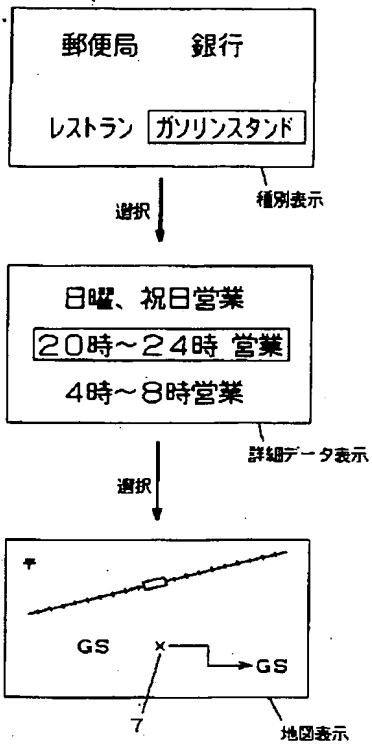 郵便局 銀行
レストラン ガソリンスタンド
種別表示
選択
日曜、祝日営業
20時～24時 営業
4時～8時営業
詳細データ表示
選択
〒
GS × GS
7
地図表示